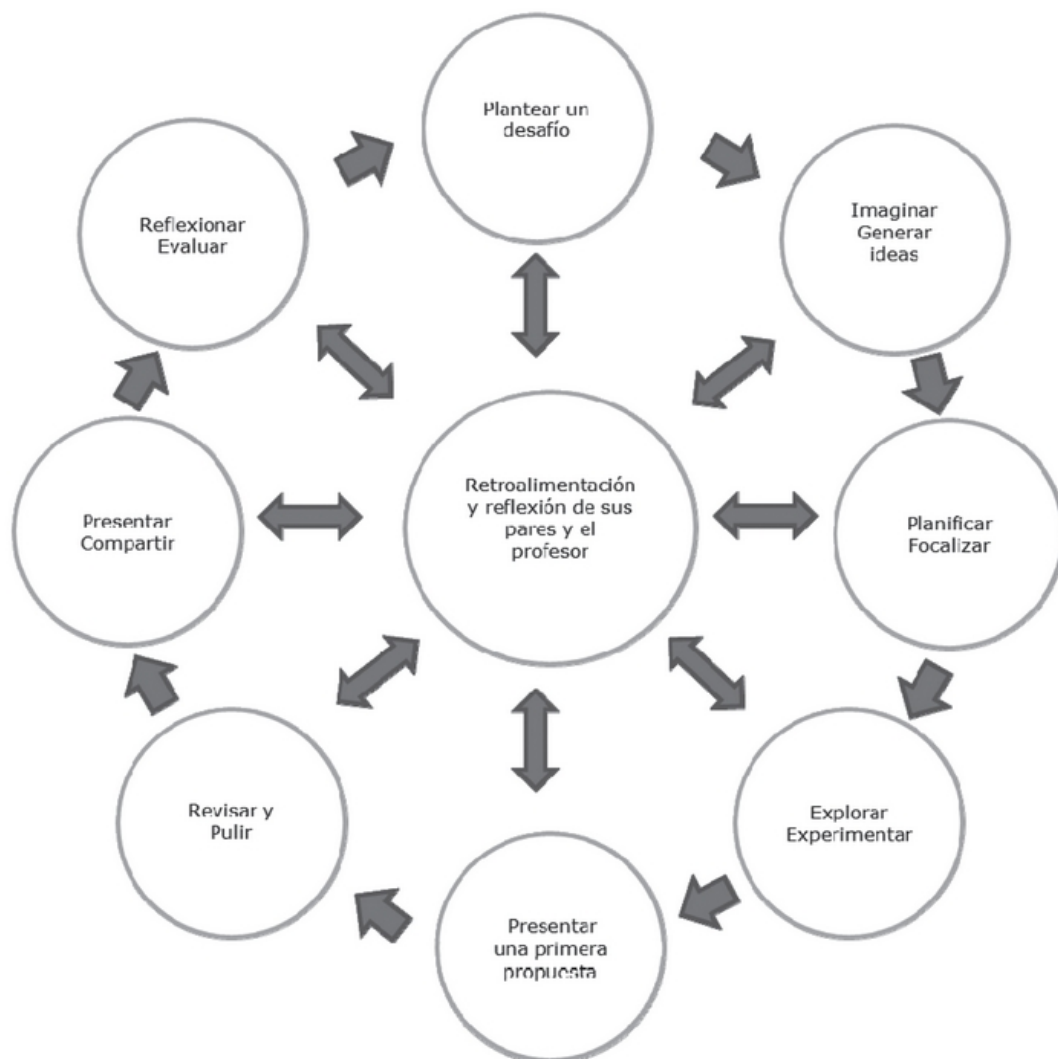 Plantear un
desafío
Imaginar
Generar
ideas
Planificar
Focalizar
Explorar
Experimentar
Presentar
una primera
propuesta
Revisar y
Pulir
Presentar
Compartir
Reflexionar
Evaluar
Retroalimentación
y reflexión de sus
pares y el
profesor